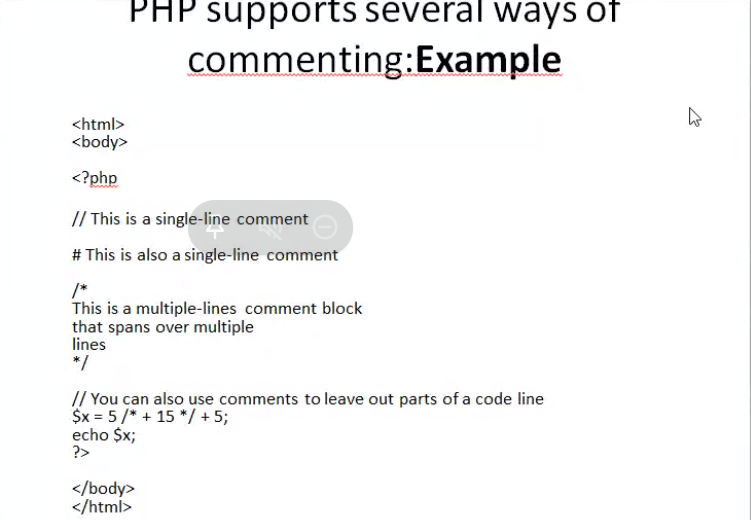 PHP supports several ways of
commenting:Example
<html>
<body>
<?php
// This is a single-line comment
# This is also a single-line comment
/*
This is a multiple-lines comment block
that spans over multiple
lines
*/
// You can also use comments to leave out parts of a code line
$x = 5 /* + 15 */ + 5;
echo $x;
?>
</body>
</html>